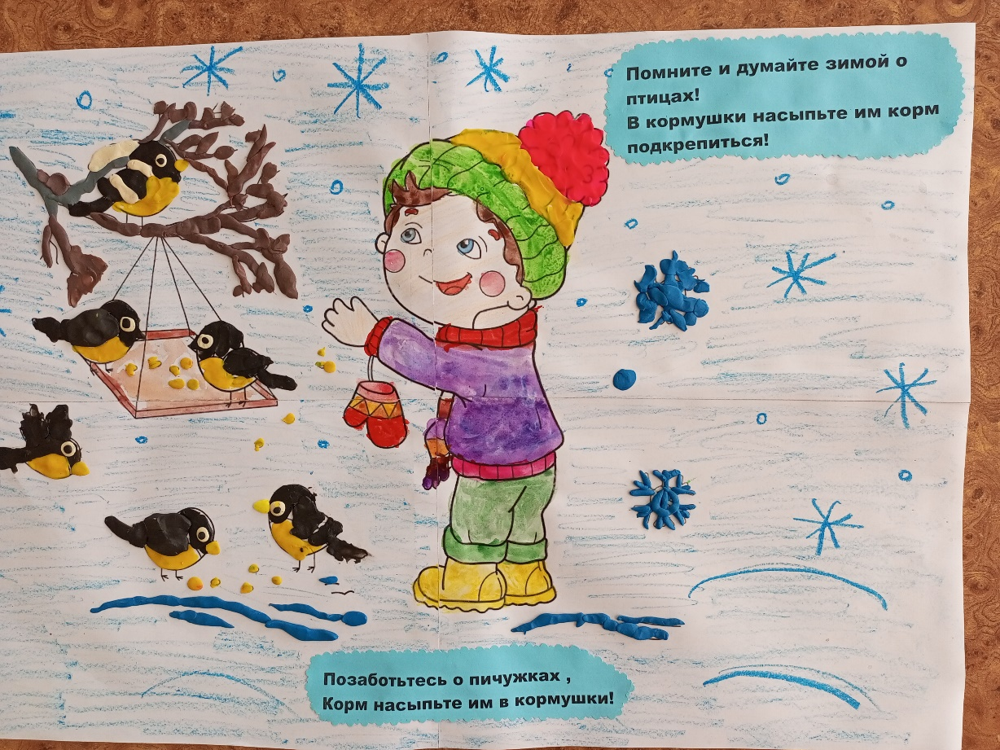 Помните и думайте зимой о
птицах!
В кормушки насыпьте им корм
подкрепиться!
Позаботьтесь о пичужках ,
Корм насыпьте им в кормушки!